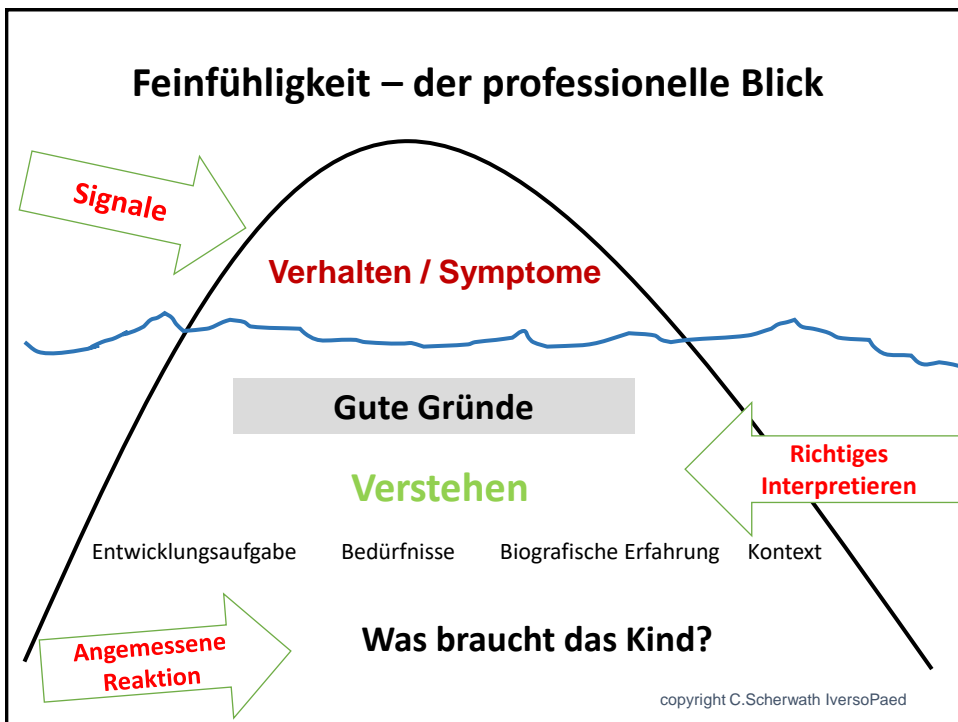 Feinfühligkeit – der professionelle Blick
Signale
Verhalten / Symptome
Gute Gründe
Richtiges
Interpretieren
Verstehen
Entwicklungsaufgabe Bedürfnisse Biografische Erfahrung Kontext
Was braucht das Kind?
Angemessene
Reaktion
copyright C.Scherwath IversoPaed